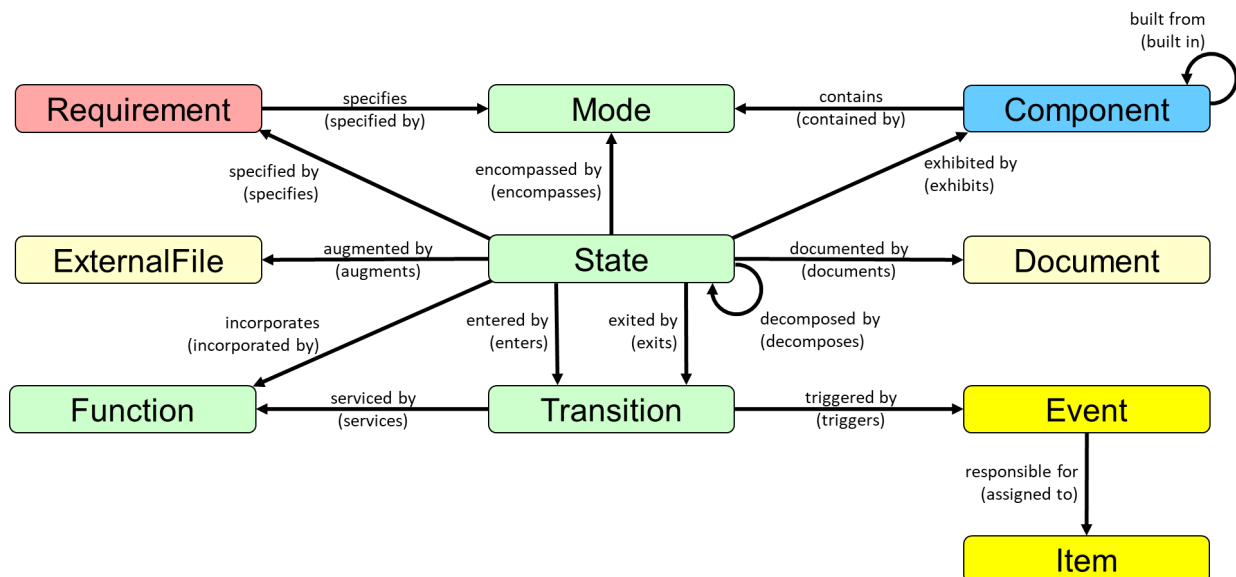 built from
(built in)
Requirement
specifies
(specified by)
Mode
contains
(contained by)
Component
specified by
(specifies)
encompassed by
(encompasses)
exhibited by
(exhibits)
ExternalFile
augmented by
(augments)
State
documented by
(documents)
Document
incorporates
(incorporated by)
entered by
(enters)
exited by
(exits)
decomposed by
(decomposes)
Function
serviced by
(services)
Transition
triggered by
(triggers)
Event
responsible for
(assigned to)
Item